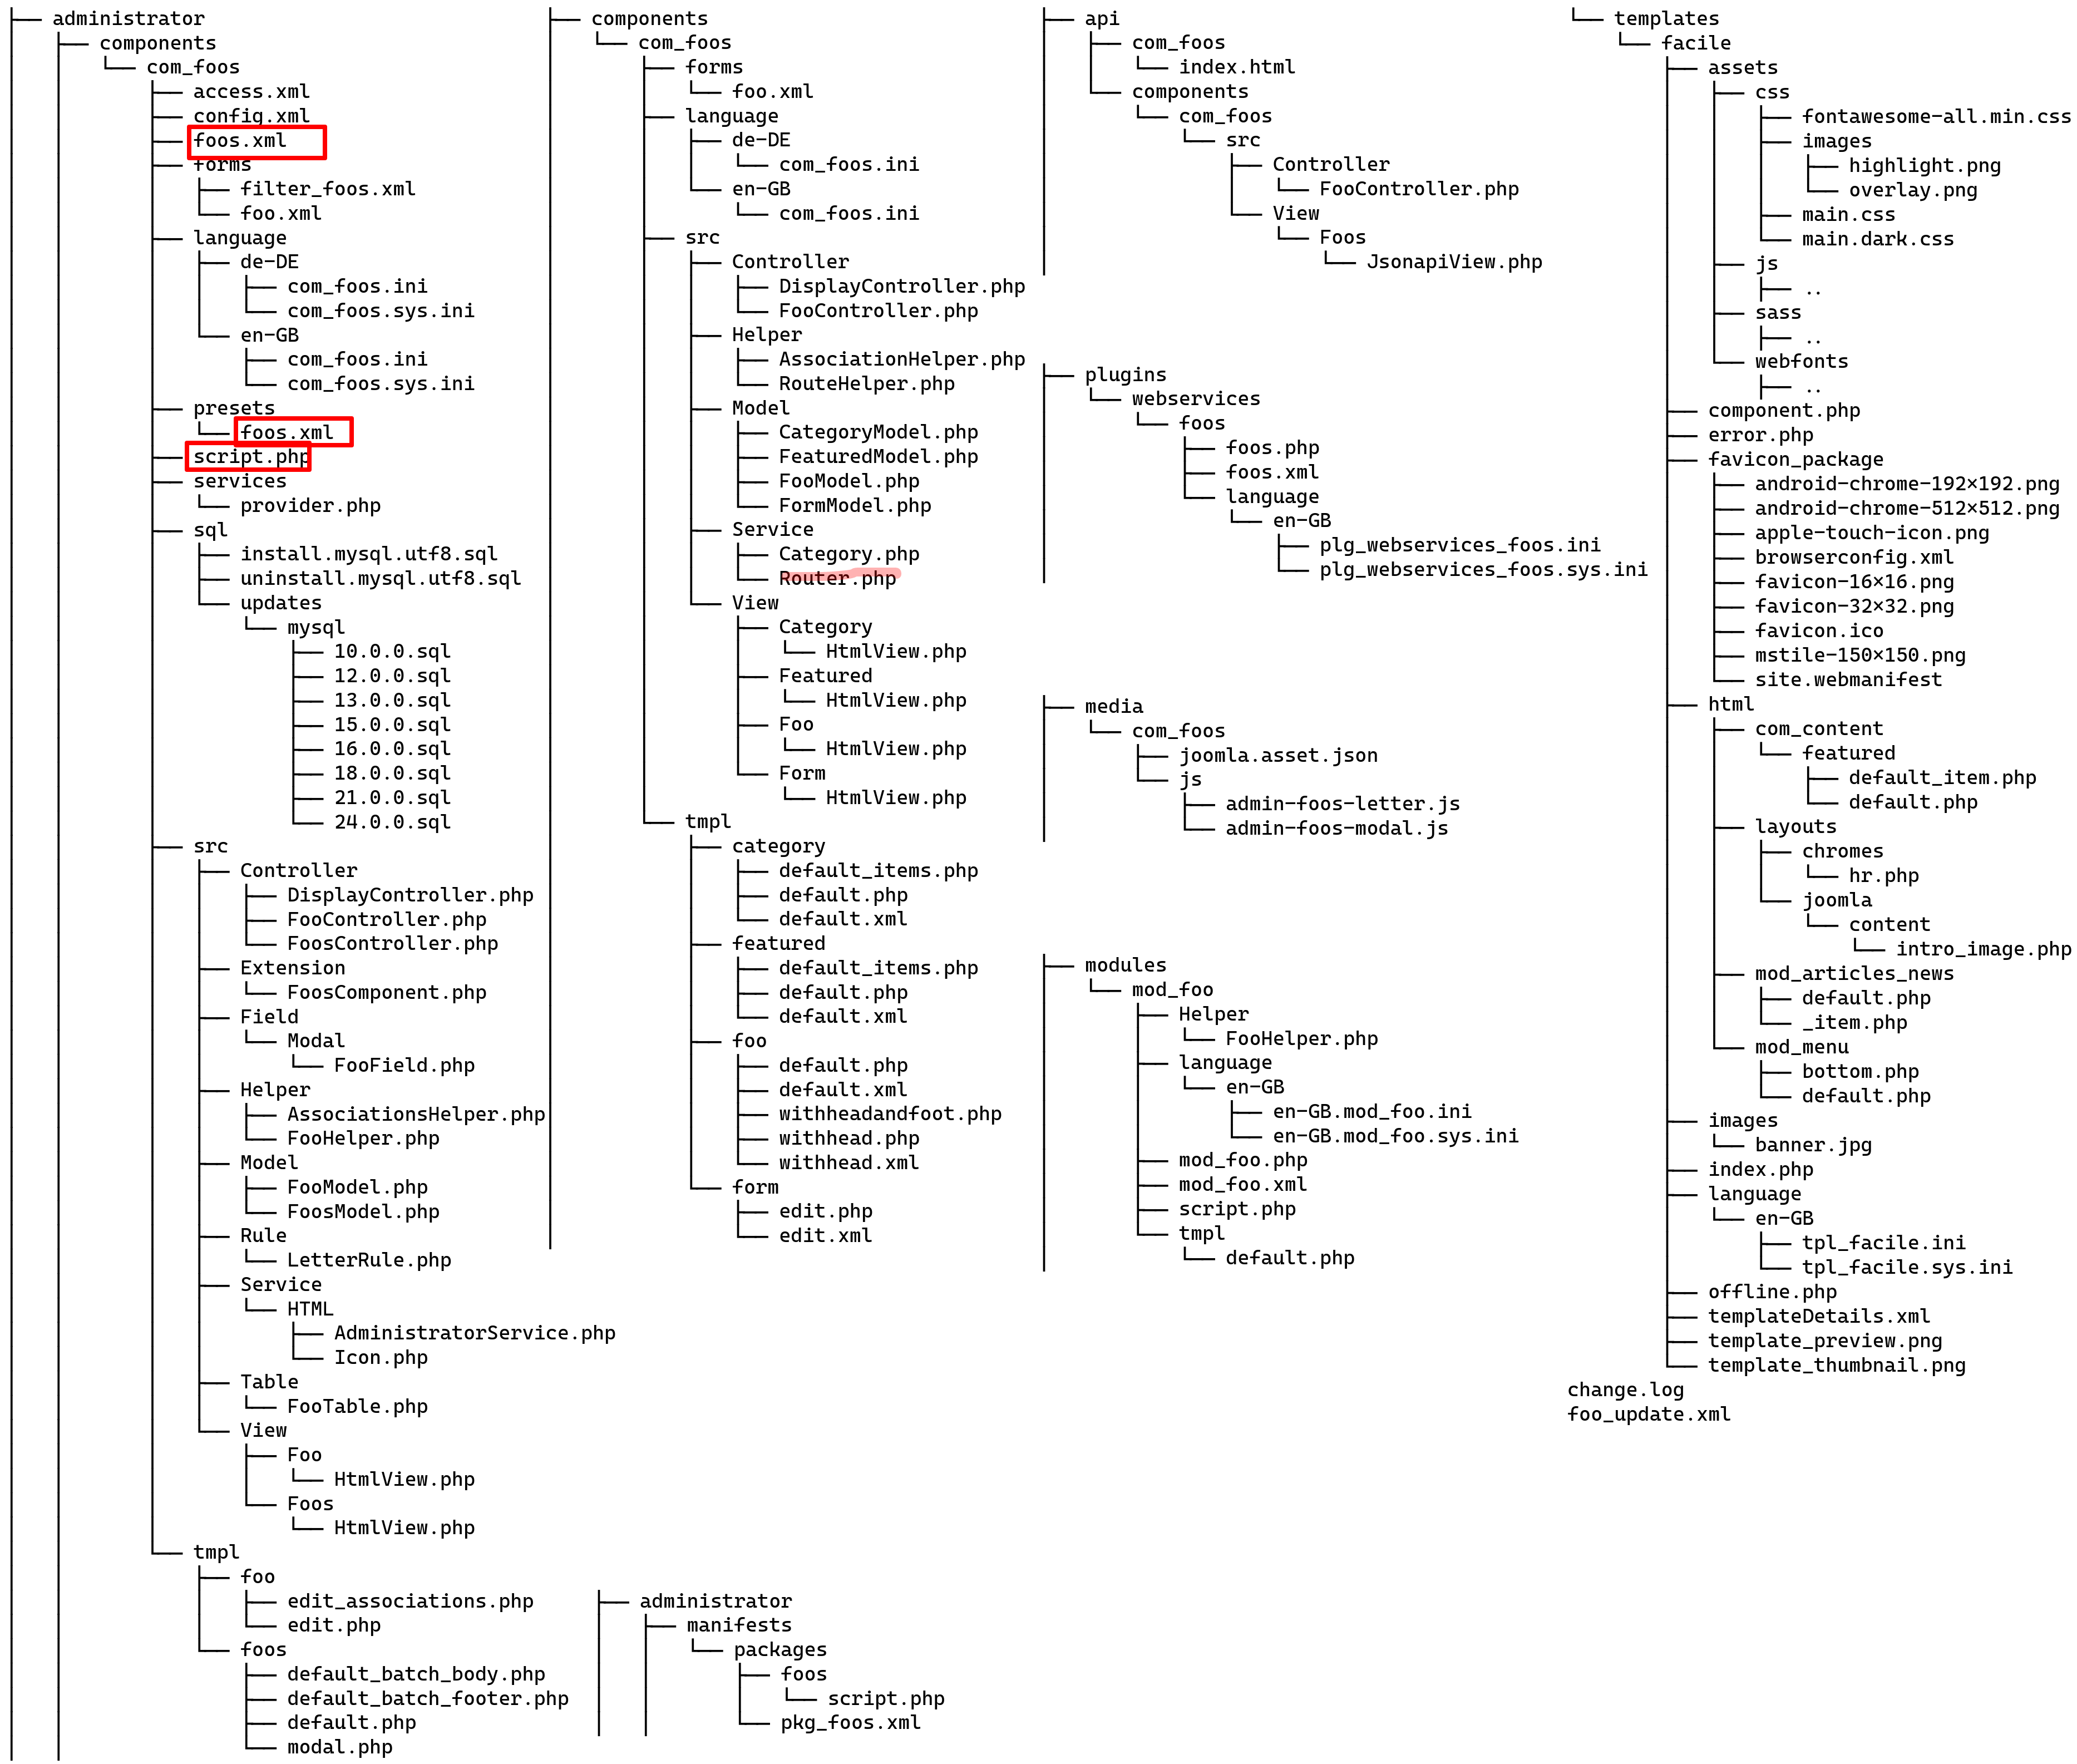 administrator
components
com_foos
access.xml
config.xml
foos.xml
forms
filter_foos.xml
foo.xml
language
de-DE
com_foos.ini
com_foos.sys.ini
en-GB
com_foos.ini
com_foos.sys.ini
presets
foos.xml
script.php
services
provider.php
sql
install.mysql.utf8.sql
uninstall.mysql.utf8.sql
updates
mysql
10.0.0.sql
12.0.0.sql
13.0.0.sql
15.0.0.sql
16.0.0.sql
18.0.0.sql
21.0.0.sql
24.0.0.sql
src
Controller
DisplayController.php
FooController.php
FoosController.php
Extension
FoosComponent.php
Field
Modal
FooField.php
Helper
AssociationsHelper.php
FooHelper.php
Model
FooModel.php
FoosModel.php
Rule
LetterRule.php
Service
HTML
AdministratorService.php
Icon.php
Table
FooTable.php
View
Foo
HtmlView.php
Foos
HtmlView.php
tmpl
foo
edit_associations.php
edit.php
foos
default_batch_body.php
default_batch_footer.php
default.php
modal.php
components
com_foos
forms
foo.xml
language
de-DE
com_foos.ini
en-GB
com_foos.ini
src
Controller
DisplayController.php
FooController.php
Helper
AssociationHelper.php
RouteHelper.php
Model
CategoryModel.php
FeaturedModel.php
FooModel.php
FormModel.php
Service
Category.php
Router.php
View
Category
HtmlView.php
Featured
HtmlView.php
Foo
HtmlView.php
Form
HtmlView.php
tmpl
category
default_items.php
default.php
default.xml
featured
default_items.php
default.php
default.xml
foo
default.php
default.xml
withheadandfoot.php
withhead.php
withhead.xml
form
edit.php
edit.xml
administrator
manifests
packages
foos
script.php
pkg_foos.xml
api
com_foos
index.html
components
com_foos
src
Controller
FooController.php
View
Foos
JsonapiView.php
plugins
webservices
foos
foos.php
foos.xml
language
en-GB
plg_webservices_foos.ini
plg_webservices_foos.sys.ini
media
com_foos
joomla.asset.json
js
admin-foos-letter.js
admin-foos-modal.js
modules
mod_foo
Helper
FooHelper.php
language
en-GB
en-GB.mod_foo.ini
en-GB.mod_foo.sys.ini
mod_foo.php
mod_foo.xml
script.php
tmpl
default.php
templates
facile
assets
css
fontawesome-all.min.css
images
highlight.png
overlay.png
main.css
main.dark.css
js
..
sass
..
webfonts
..
component.php
error.php
favicon_package
android-chrome-192×192.png
android-chrome-512×512.png
apple-touch-icon.png
browserconfig.xml
favicon-16×16.png
favicon-32×32.png
favicon.ico
mstile-150×150.png
site.webmanifest
html
com_content
featured
default_item.php
default.php
layouts
chromes
hr.php
joomla
content
intro_image.php
mod_articles_news
default.php
_item.php
mod_menu
bottom.php
default.php
images
banner.jpg
index.php
language
en-GB
tpl_facile.ini
tpl_facile.sys.ini
offline.php
templateDetails.xml
template_preview.png
template_thumbnail.png
change.log
foo_update.xml